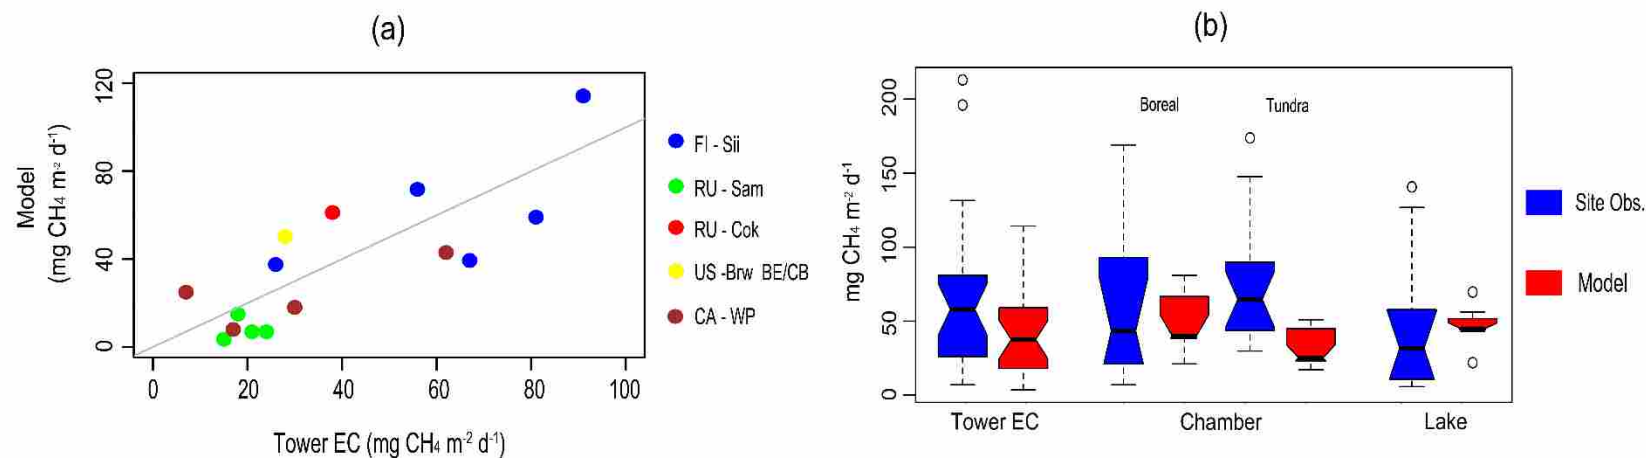 (a)
120
80
40
0
Model
(mg CH₄ m⁻² d⁻¹)
0 20 40 60 80 100
Tower EC (mg CH₄ m⁻² d⁻¹)
FI - Sii
RU - Sam
RU - Cok
US -Brw BE/CB
CA - WP
(b)
200
150
100
50
0
mg CH₄ m⁻² d⁻¹
Boreal Tundra
Tower EC Chamber Lake
Site Obs.
Model